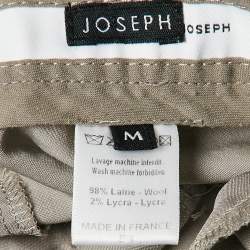 JOSEPH
JOSEPH
M
Lavage machine interdit
Wash machine forbidden
98% Laine - Wool
2% Lycra - Lycra
MADE IN FRANCE